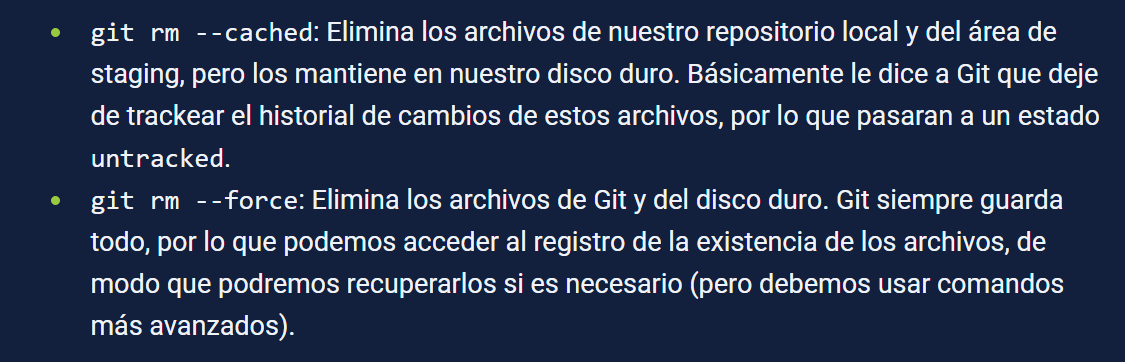 git rm --cached: Elimina los archivos de nuestro repositorio local y del área de
staging, pero los mantiene en nuestro disco duro. Básicamente le dice a Git que deje
de trackear el historial de cambios de estos archivos, por lo que pasaran a un estado
untracked.
git rm --force: Elimina los archivos de Git y del disco duro. Git siempre guarda
todo, por lo que podemos acceder al registro de la existencia de los archivos, de
modo que podremos recuperarlos si es necesario (pero debemos usar comandos
más avanzados).